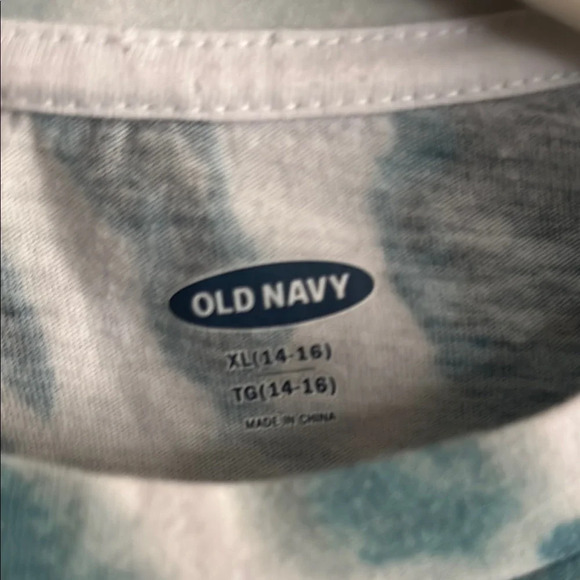 OLD NAVY
XL(14-16)
TG(14-16)
MADE IN CHINA